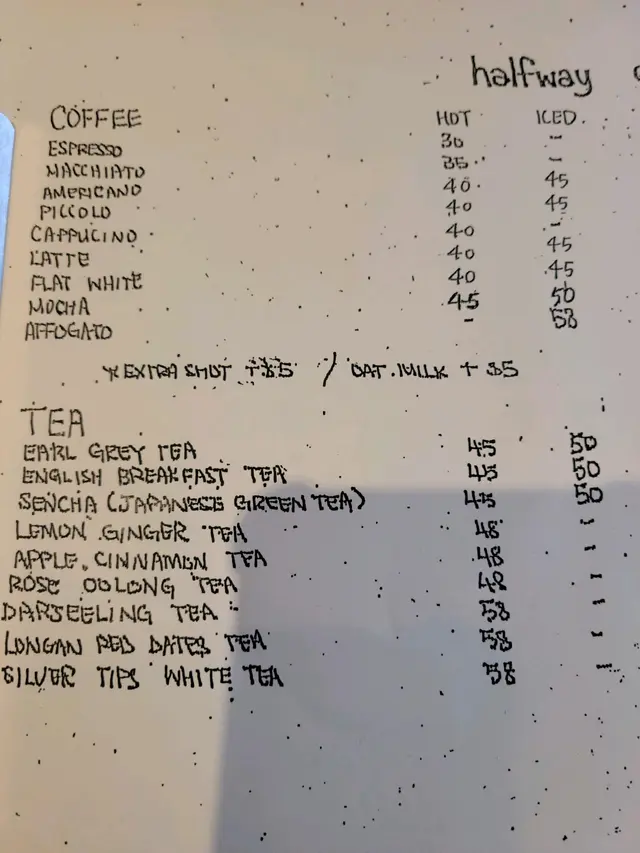 halfway
COFFEE HOT ICED
ESPRESSO 30 -
MACCHIATO 35 -
AMERICANO 40 45
PICCOLO 40 45
CAPPUCINO 40 -
LATTE 40 45
FLAT WHITE 40 45
MOCHA 45 50
AFFOGATO - 58
*EXTRA SHOT +$5 / OAT MILK + $5
TEA
EARL GREY TEA 45 50
ENGLISH BREAKFAST TEA 45 50
SENCHA (JAPANESE GREEN TEA) 45 50
LEMON GINGER TEA 48 -
APPLE CINNAMON TEA 48 -
ROSE OOLONG TEA 48 -
DARJEELING TEA 58 -
LONGAN RED DATES TEA 58 -
SILVER TIPS WHITE TEA 58 -